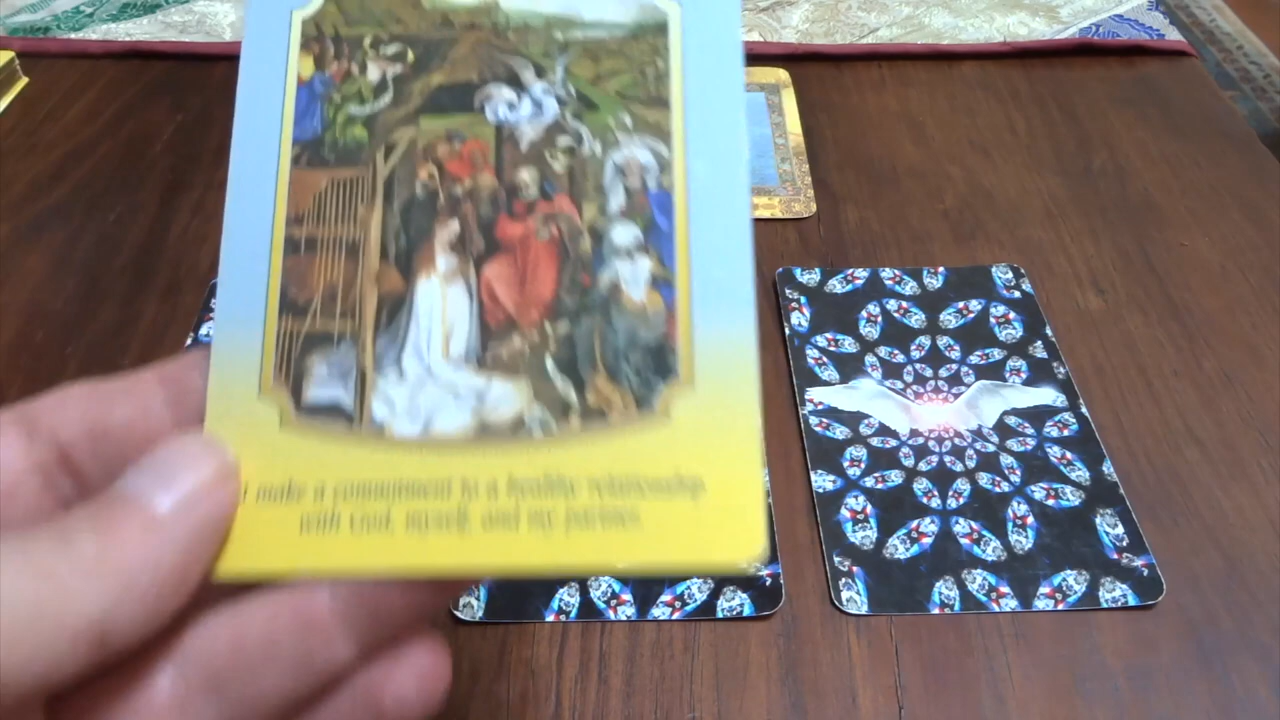 I make a commitment to a healthy relationship
with God, myself, and my partner.